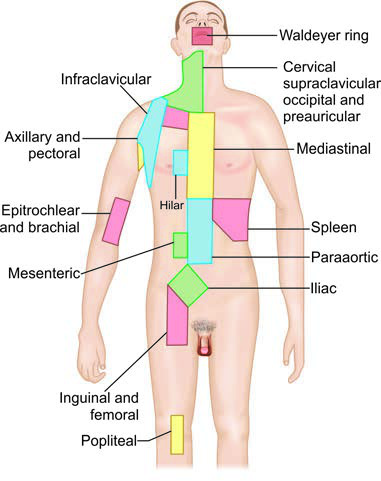 Waldeyer ring
Infraclavicular
Cervical
supraclavicular
occipital and
preauricular
Axillary and
pectoral
Mediastinal
Hilar
Epitrochlear
and brachial
Spleen
Mesenteric
Paraaortic
Iliac
Inguinal and
femoral
Popliteal